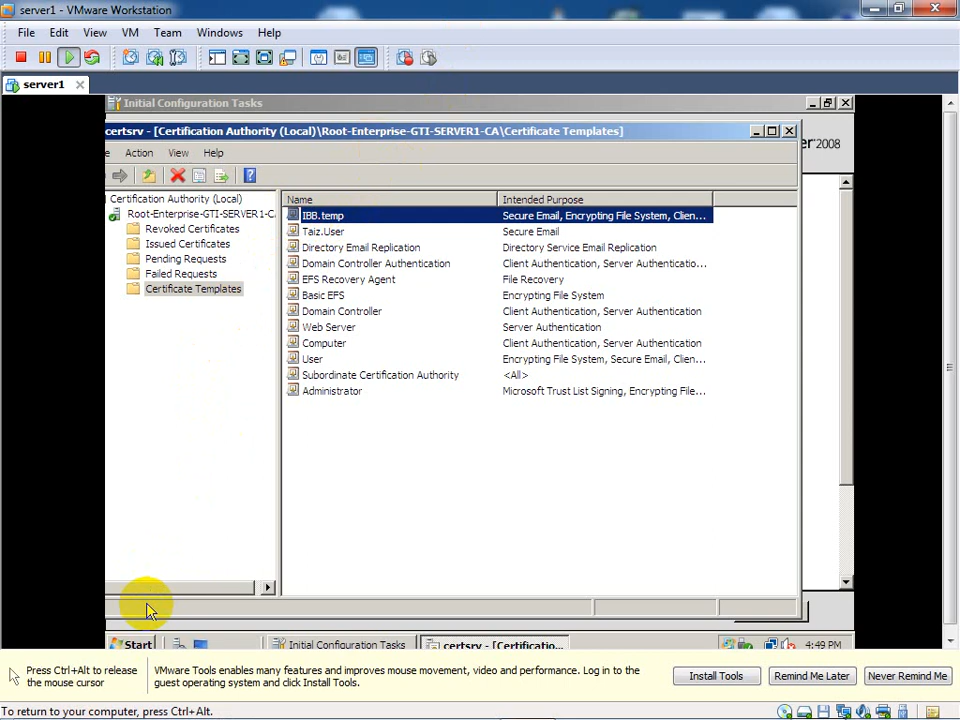 server1 - VMware Workstation
File Edit View VM Team Windows Help
server1
Initial Configuration Tasks
certsrv - [Certification Authority (Local)\Root-Enterprise-GTI-SERVER1-CA\Certificate Templates]
er 2008
Action View Help
Certification Authority (Local)
Root-Enterprise-GTI-SERVER1-C
Revoked Certificates
Issued Certificates
Pending Requests
Failed Requests
Certificate Templates
Name Intended Purpose
IBB.temp Secure Email, Encrypting File System, Clien...
Taiz.User Secure Email
Directory Email Replication Directory Service Email Replication
Domain Controller Authentication Client Authentication, Server Authenticatio...
EFS Recovery Agent File Recovery
Basic EFS Encrypting File System
Domain Controller Client Authentication, Server Authentication
Web Server Server Authentication
Computer Client Authentication, Server Authentication
User Encrypting File System, Secure Email, Clien...
Subordinate Certification Authority <All>
Administrator Microsoft Trust List Signing, Encrypting File...
Start Initial Configuration Tasks certsrv - [Certificatio... 4:49 PM
Press Ctrl+Alt to release
the mouse cursor
VMware Tools enables many features and improves mouse movement, video and performance. Log in to the
guest operating system and click Install Tools.
Install Tools Remind Me Later Never Remind Me
To return to your computer, press Ctrl+Alt.